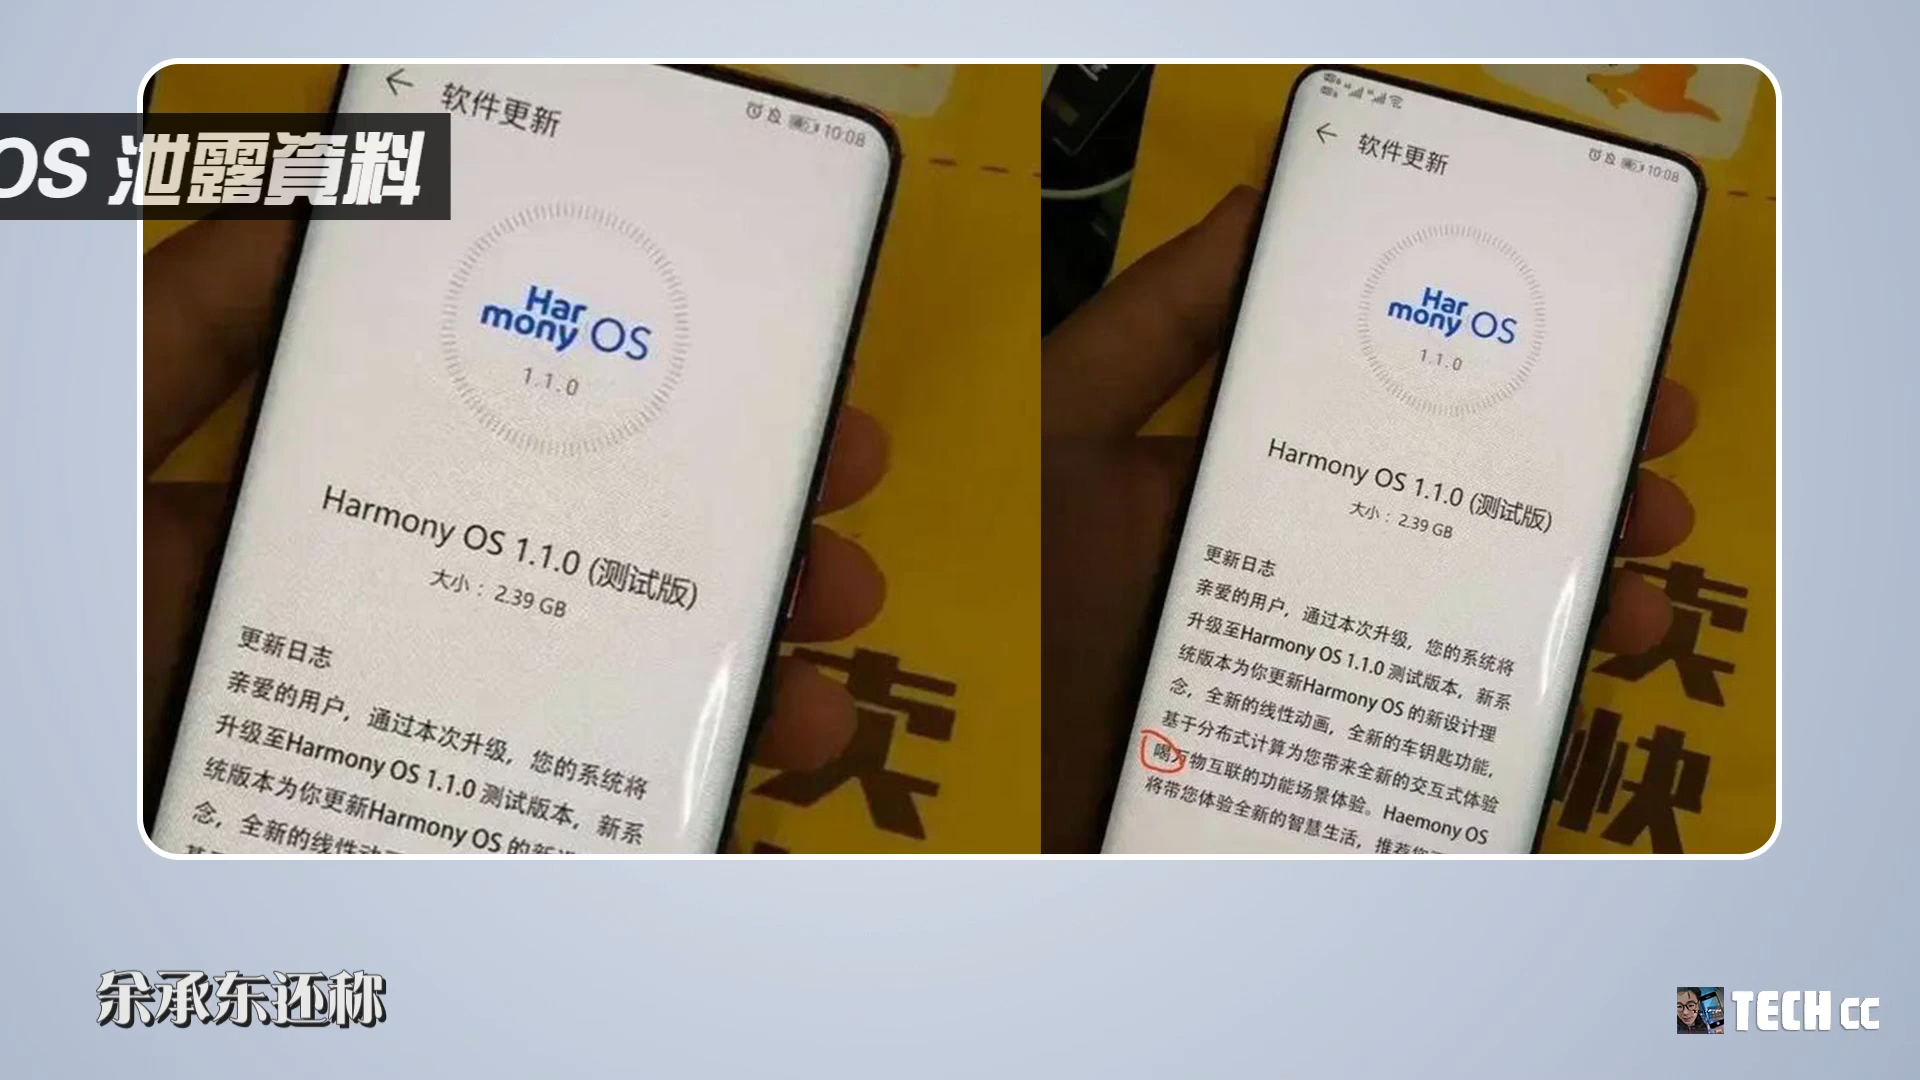 OS 泄露資料
软件更新
10:08
Har
mony OS
1.1.0
Harmony OS 1.1.0 (测试版)
大小： 2.39 GB
更新日志
亲爱的用户，通过本次升级，您的系统将
升级至Harmony OS 1.1.0 测试版本，新系
统版本为你更新Harmony OS 的新设计理
念，全新的线性动
卖
软件更新
10:08
Har
mony OS
1.1.0
Harmony OS 1.1.0 (测试版)
大小： 2.39 GB
更新日志
亲爱的用户，通过本次升级，您的系统将
升级至Harmony OS 1.1.0 测试版本，新系
统版本为你更新Harmony OS 的新设计理
念，全新的线性动画，全新的车钥匙功能，
基于分布式计算为您带来全新的交互式体验
喝万物互联的功能场景体验。Haemony OS
将带您体验全新的智慧生活，推荐您
卖
快
余承东还称
TECH CC